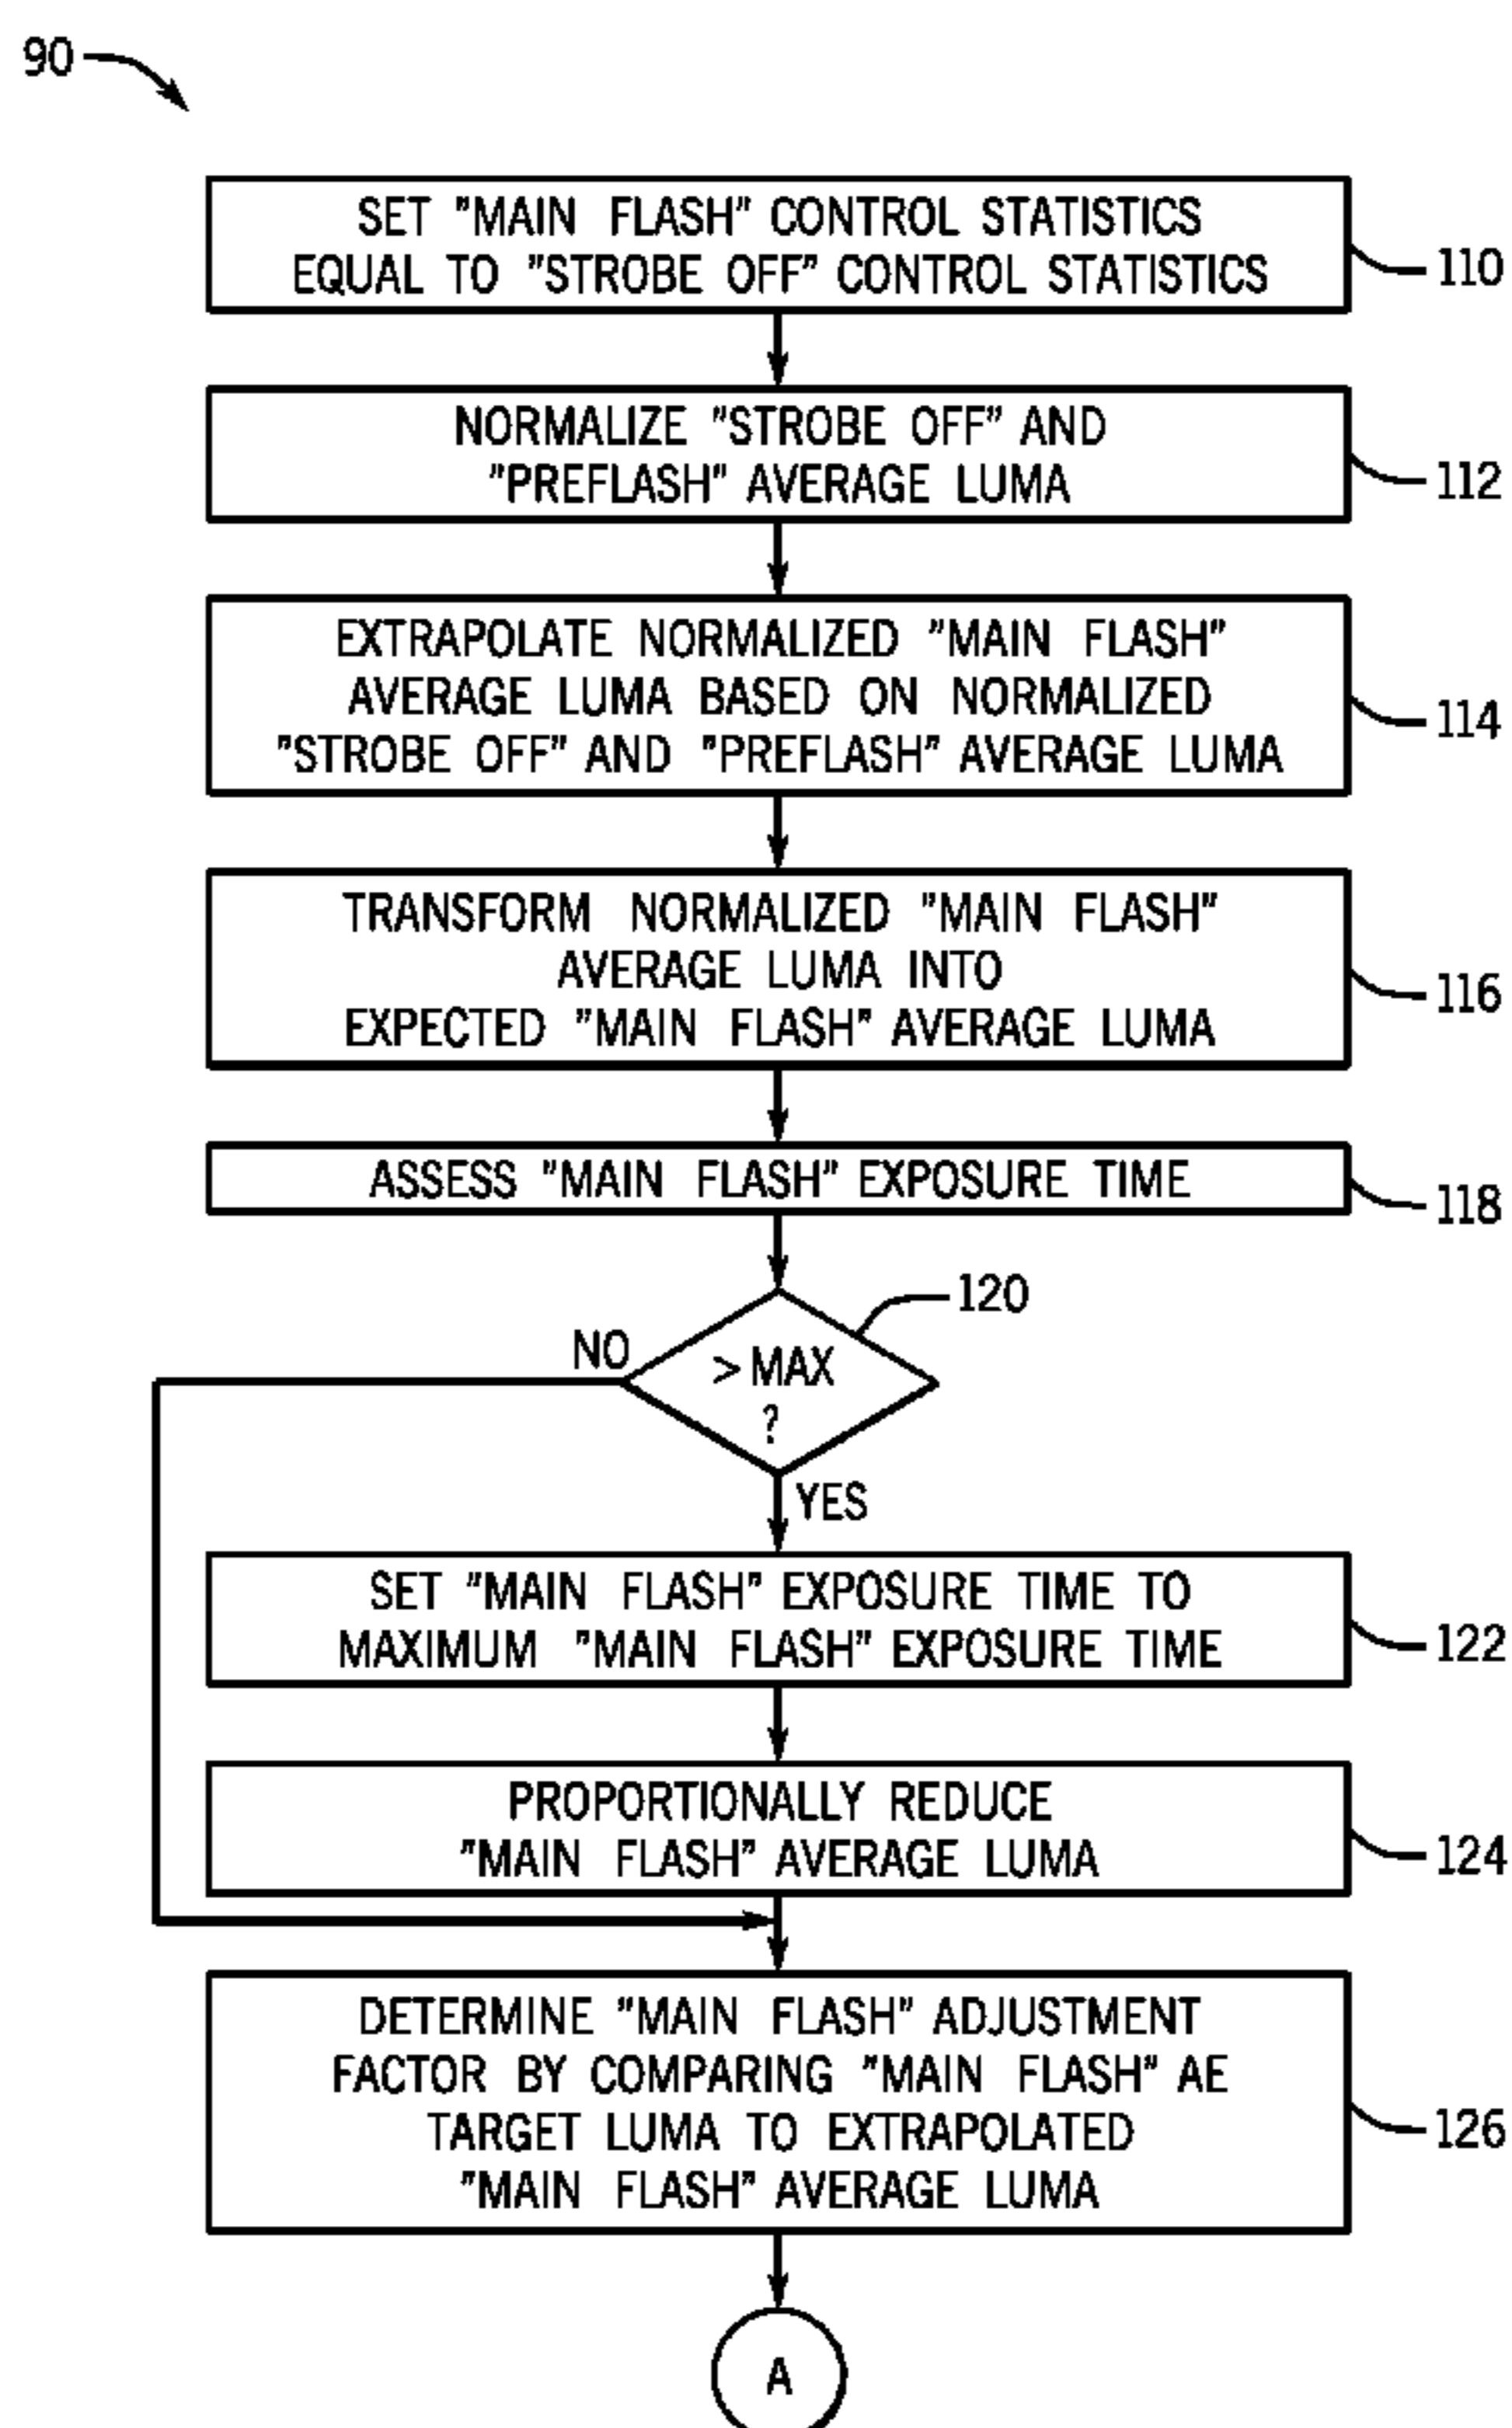 90
SET "MAIN FLASH" CONTROL STATISTICS
EQUAL TO "STROBE OFF" CONTROL STATISTICS
110
NORMALIZE "STROBE OFF" AND
"PREFLASH" AVERAGE LUMA
112
EXTRAPOLATE NORMALIZED "MAIN FLASH"
AVERAGE LUMA BASED ON NORMALIZED
"STROBE OFF" AND "PREFLASH" AVERAGE LUMA
114
TRANSFORM NORMALIZED "MAIN FLASH"
AVERAGE LUMA INTO
EXPECTED "MAIN FLASH" AVERAGE LUMA
116
ASSESS "MAIN FLASH" EXPOSURE TIME
118
120
NO
> MAX
?
YES
SET "MAIN FLASH" EXPOSURE TIME TO
MAXIMUM "MAIN FLASH" EXPOSURE TIME
122
PROPORTIONALLY REDUCE
"MAIN FLASH" AVERAGE LUMA
124
DETERMINE "MAIN FLASH" ADJUSTMENT
FACTOR BY COMPARING "MAIN FLASH" AE
TARGET LUMA TO EXTRAPOLATED
"MAIN FLASH" AVERAGE LUMA
126
A